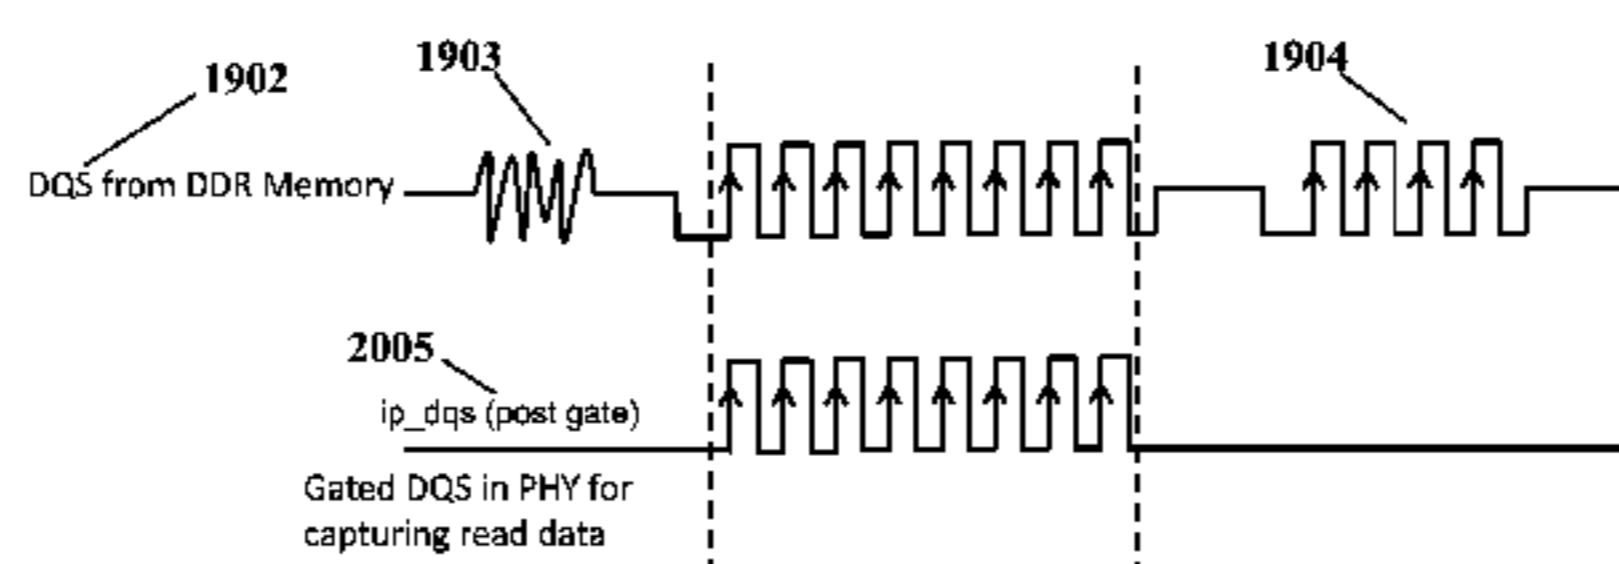 1902
1903
1904
DQS from DDR Memory
2005
ip_dqs (post gate)
Gated DQS in PHY for
capturing read data